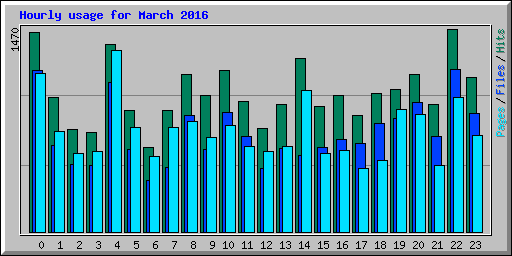 Hourly usage for March 2016
1470
Pages / Files / Hits
0 1 2 3 4 5 6 7 8 9 10 11 12 13 14 15 16 17 18 19 20 21 22 23